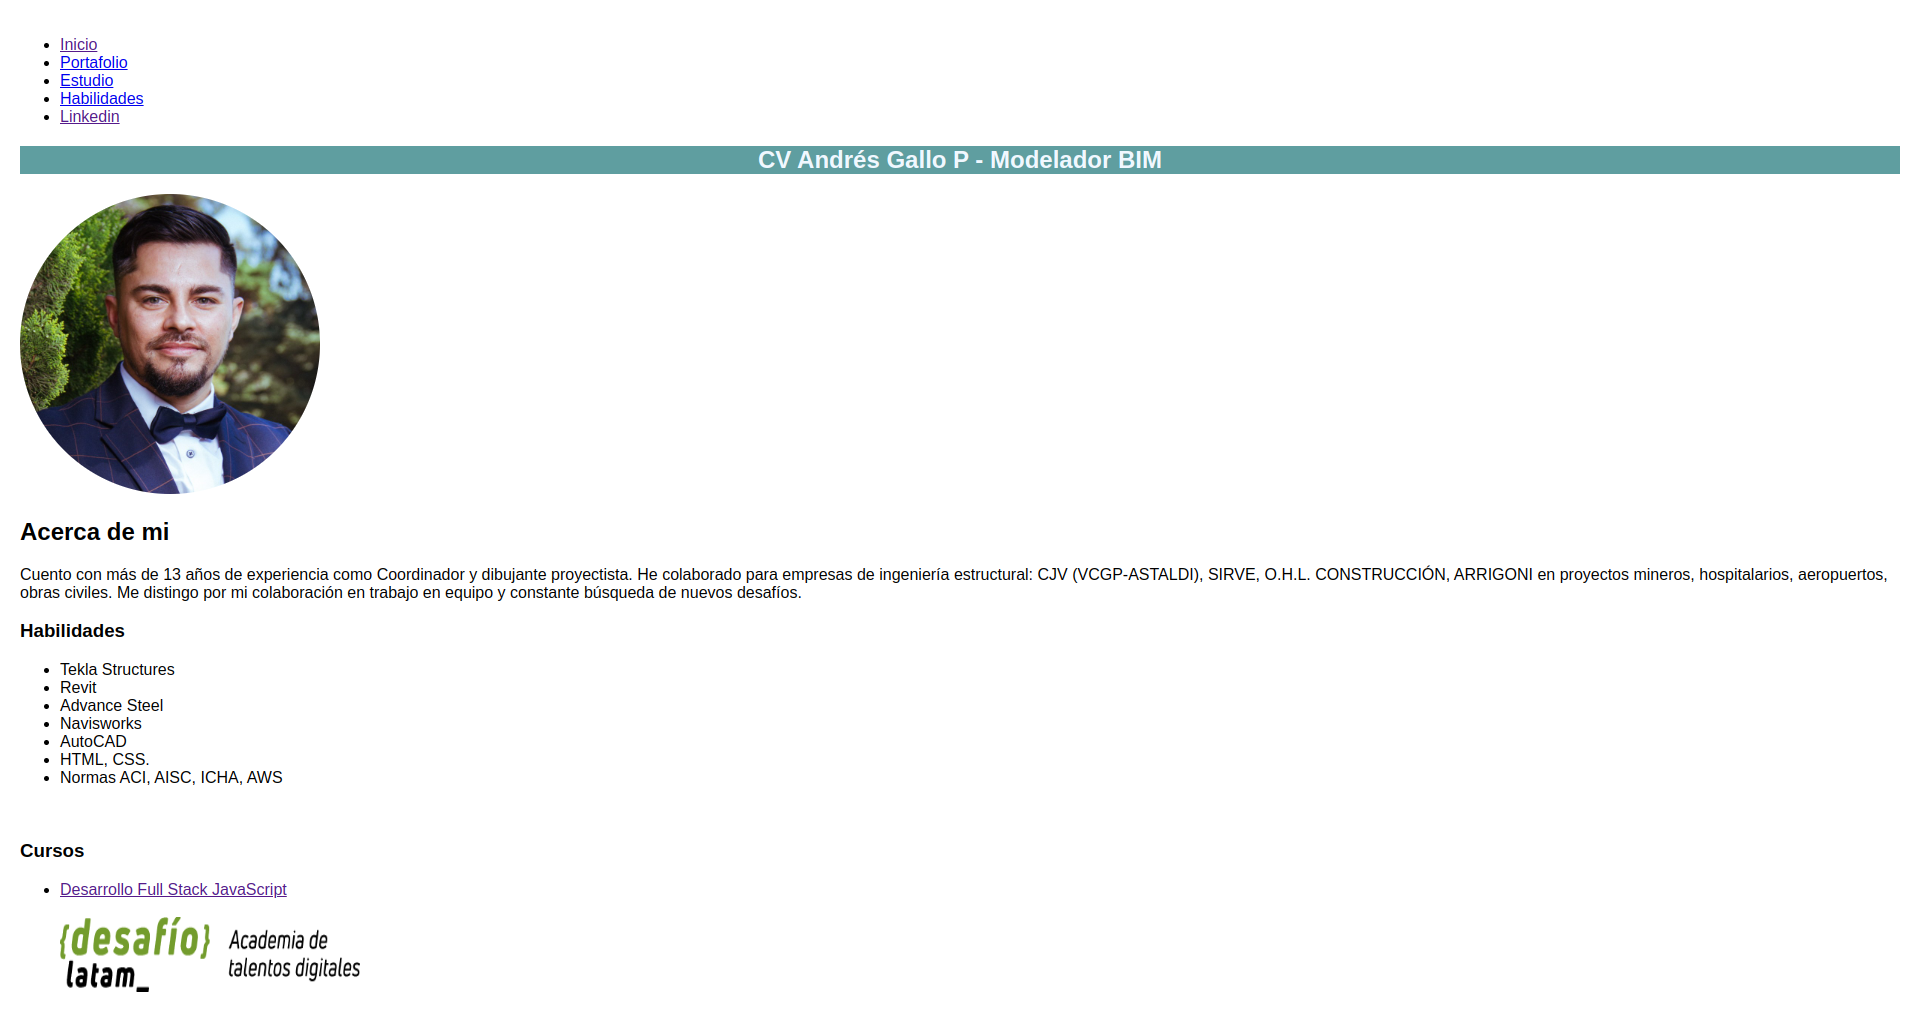 Inicio
Portafolio
Estudio
Habilidades
Linkedin
CV Andrés Gallo P - Modelador BIM
Acerca de mi
Cuento con más de 13 años de experiencia como Coordinador y dibujante proyectista. He colaborado para empresas de ingeniería estructural: CJV (VCGP-ASTALDI), SIRVE, O.H.L. CONSTRUCCIÓN, ARRIGONI en proyectos mineros, hospitalarios, aeropuertos,
obras civiles. Me distingo por mi colaboración en trabajo en equipo y constante búsqueda de nuevos desafíos.
Habilidades
Tekla Structures
Revit
Advance Steel
Navisworks
AutoCAD
HTML, CSS.
Normas ACI, AISC, ICHA, AWS
Cursos
Desarrollo Full Stack JavaScript
{desafío}
latam_
Academia de
talentos digitales